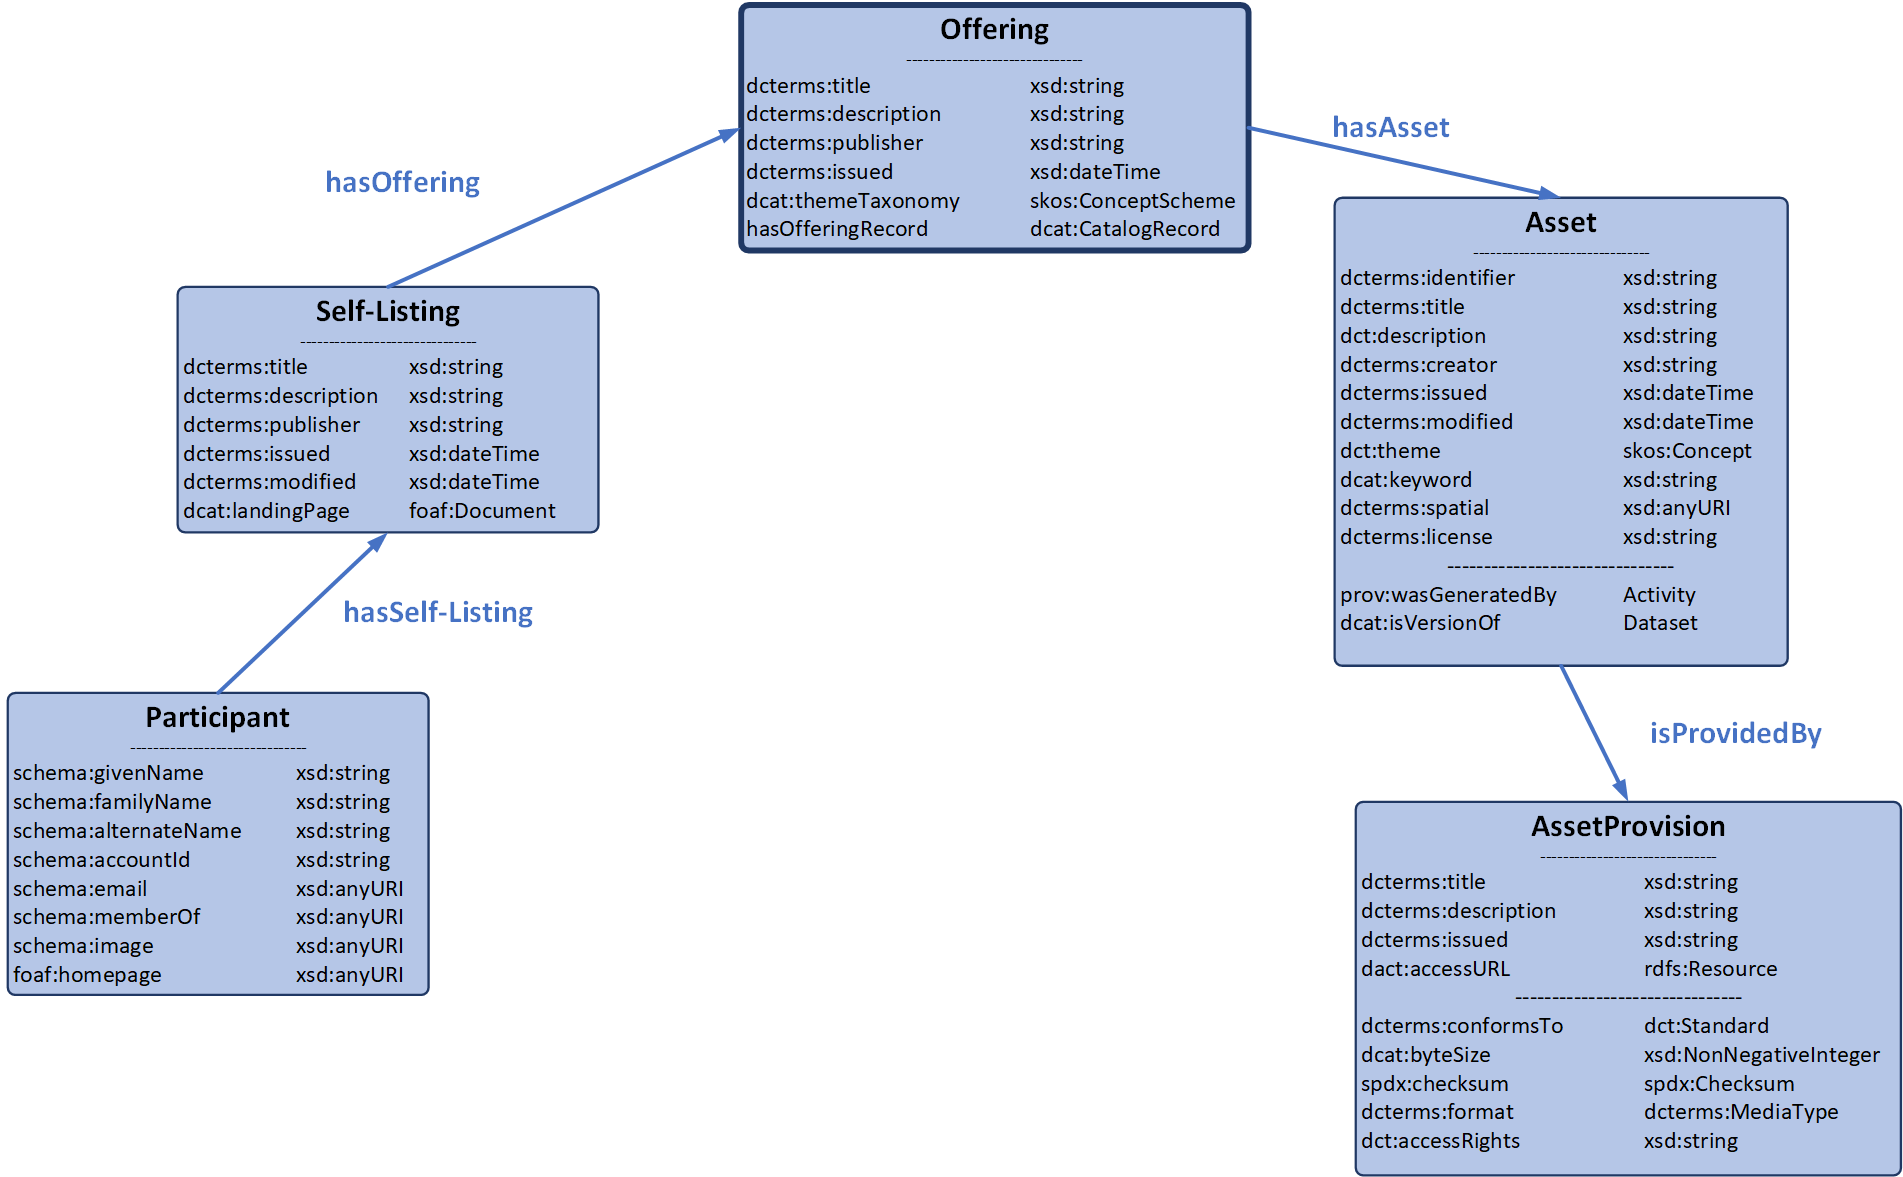 Offering
-------------------------------
dcterms:title xsd:string
dcterms:description xsd:string
dcterms:publisher xsd:string
dcterms:issued xsd:dateTime
dcat:themeTaxonomy skos:ConceptScheme
hasOfferingRecord dcat:CatalogRecord
hasOffering
hasAsset
Self-Listing
-------------------------------
dcterms:title xsd:string
dcterms:description xsd:string
dcterms:publisher xsd:string
dcterms:issued xsd:dateTime
dcterms:modified xsd:dateTime
dcat:landingPage foaf:Document
hasSelf-Listing
Participant
-------------------------------
schema:givenName xsd:string
schema:familyName xsd:string
schema:alternateName xsd:string
schema:accountId xsd:string
schema:email xsd:anyURI
schema:memberOf xsd:anyURI
schema:image xsd:anyURI
foaf:homepage xsd:anyURI
Asset
-------------------------------
dcterms:identifier xsd:string
dcterms:title xsd:string
dct:description xsd:string
dcterms:creator xsd:string
dcterms:issued xsd:dateTime
dcterms:modified xsd:dateTime
dct:theme skos:Concept
dcat:keyword xsd:string
dcterms:spatial xsd:anyURI
dcterms:license xsd:string
-------------------------------
prov:wasGeneratedBy Activity
dcat:isVersionOf Dataset
isProvidedBy
AssetProvision
-------------------------------
dcterms:title xsd:string
dcterms:description xsd:string
dcterms:issued xsd:string
dact:accessURL rdfs:Resource
-------------------------------
dcterms:conformsTo dct:Standard
dcat:byteSize xsd:NonNegativeInteger
spdx:checksum spdx:Checksum
dcterms:format dcterms:MediaType
dct:accessRights xsd:string